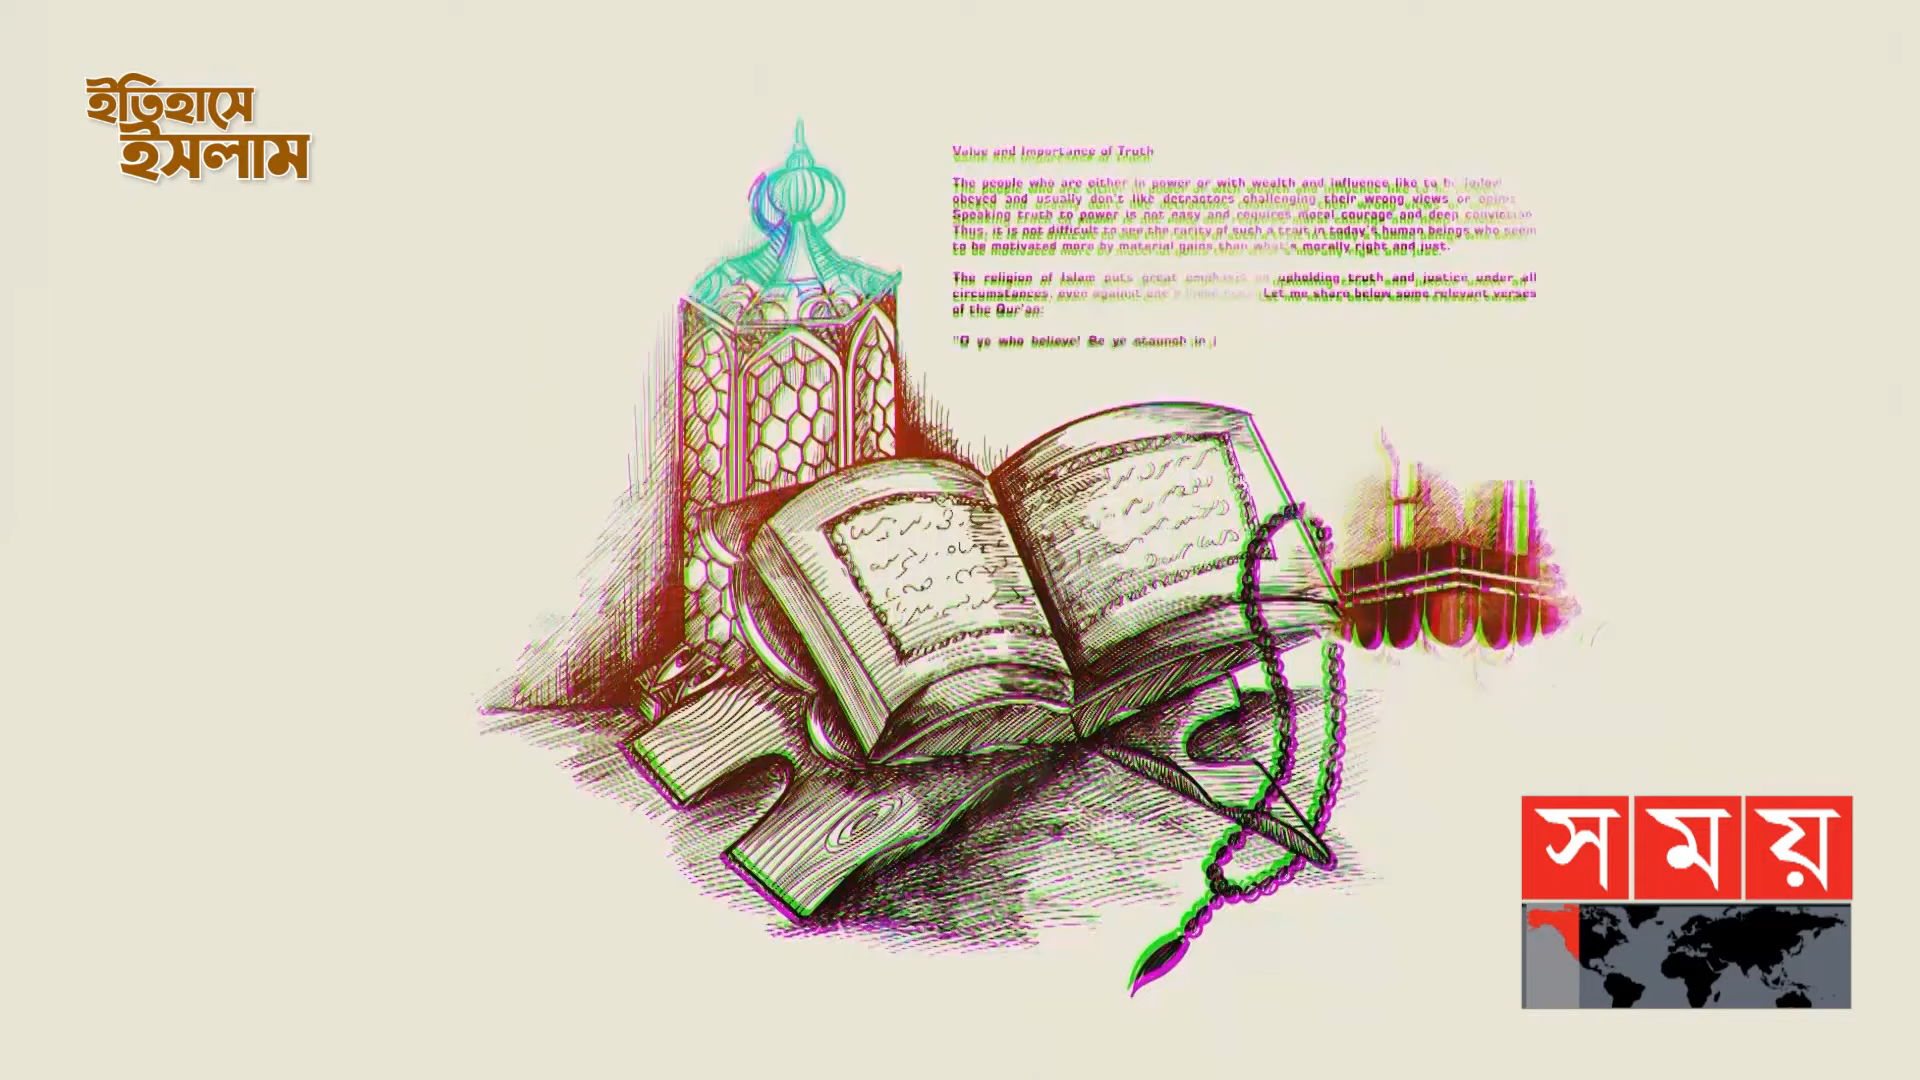 ইতিহাসে
ইসলাম
Value and Importance of Truth
The people who are either in power or with wealth and influence like to be
obeyed and usually don't like detractors challenging their wrong views or
Speaking truth to power is not easy and requires moral courage and deep conviction
Thus, it is not difficult to see the rarity of such a trait in today's human beings who seem
to be motivated more by material gains than what's morally right and just.
The religion of Islam puts great emphasis on upholding truth and justice under all
circumstances, even against one's Let me share below some relevant verses
of the Qur'an:
"O ye who believe! Be ye staunch in j
সময়